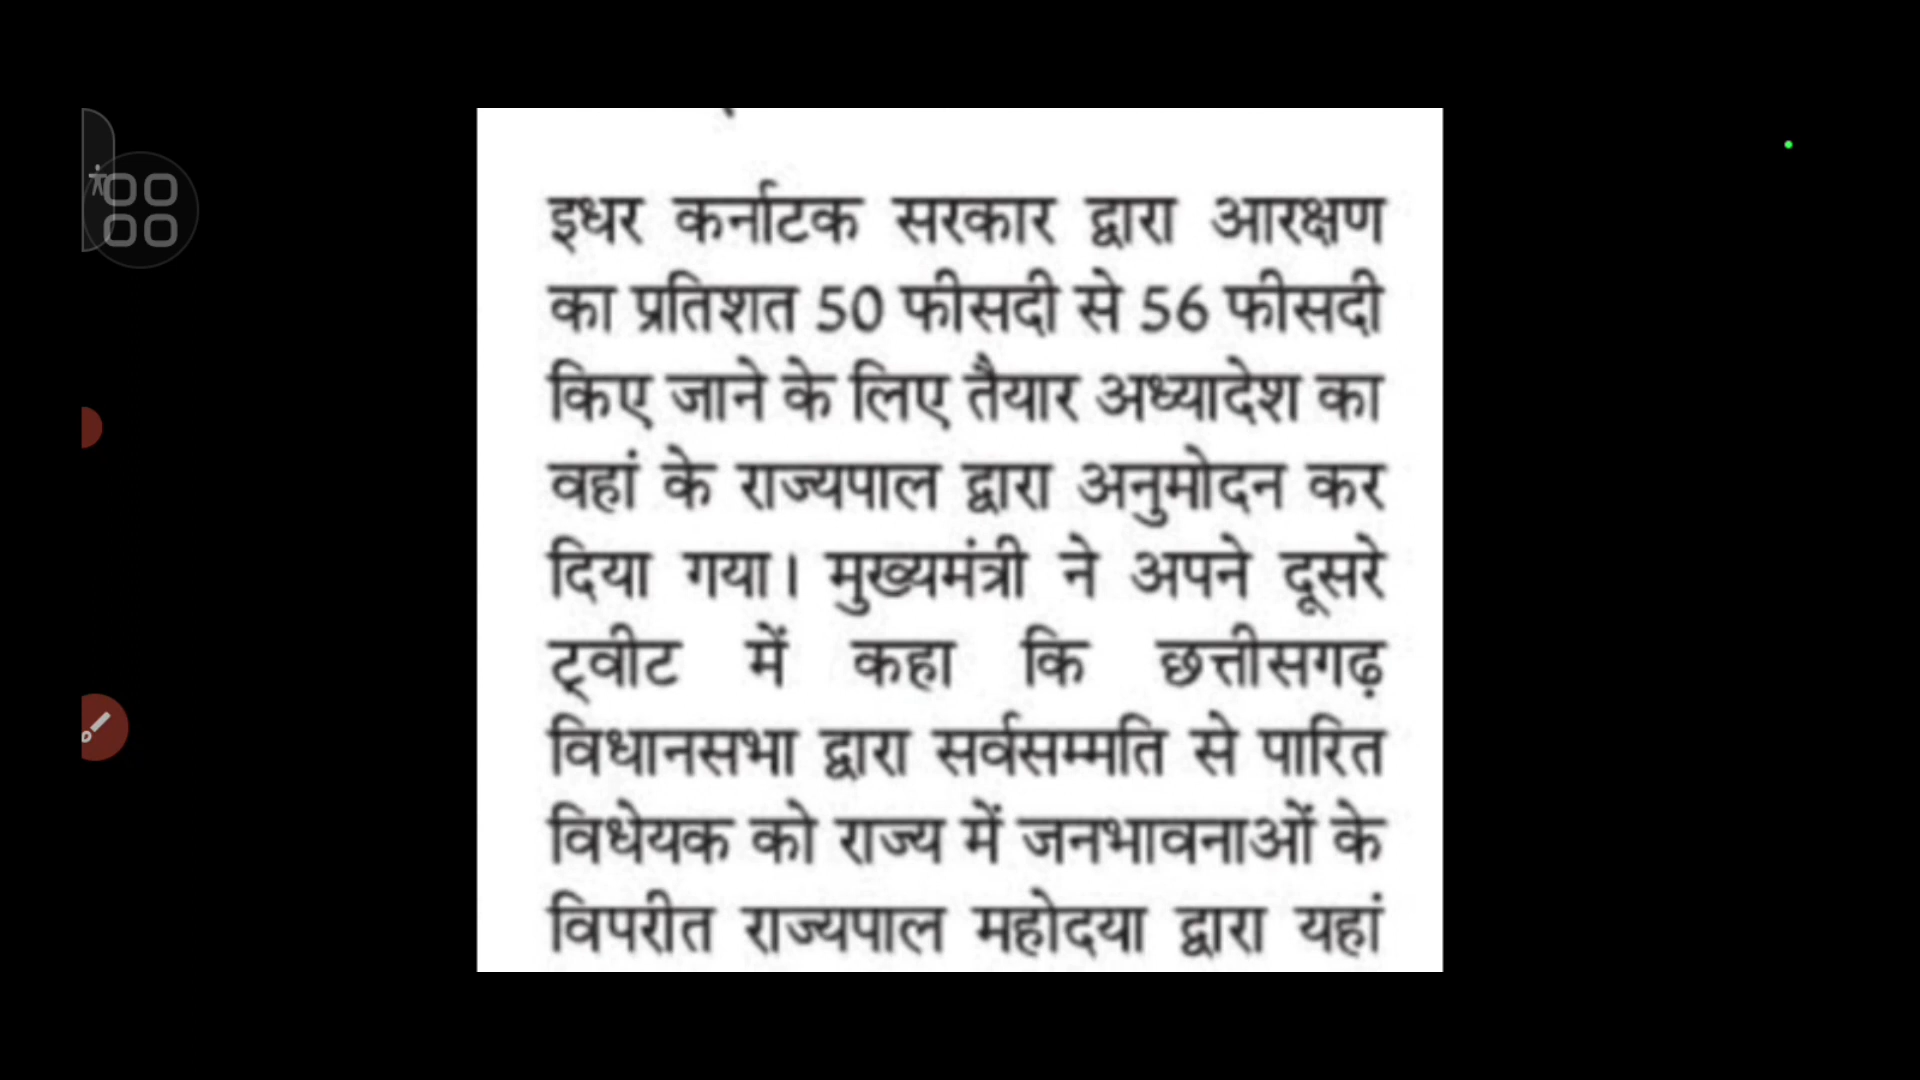 इधर कर्नाटक सरकार द्वारा आरक्षण
का प्रतिशत 50 फीसदी से 56 फीसदी
किए जाने के लिए तैयार अध्यादेश का
वहां के राज्यपाल द्वारा अनुमोदन कर
दिया गया। मुख्यमंत्री ने अपने दूसरे
ट्वीट में कहा कि छत्तीसगढ़
विधानसभा द्वारा सर्वसम्मति से पारित
विधेयक को राज्य में जनभावनाओं के
विपरीत राज्यपाल महोदया द्वारा यहां